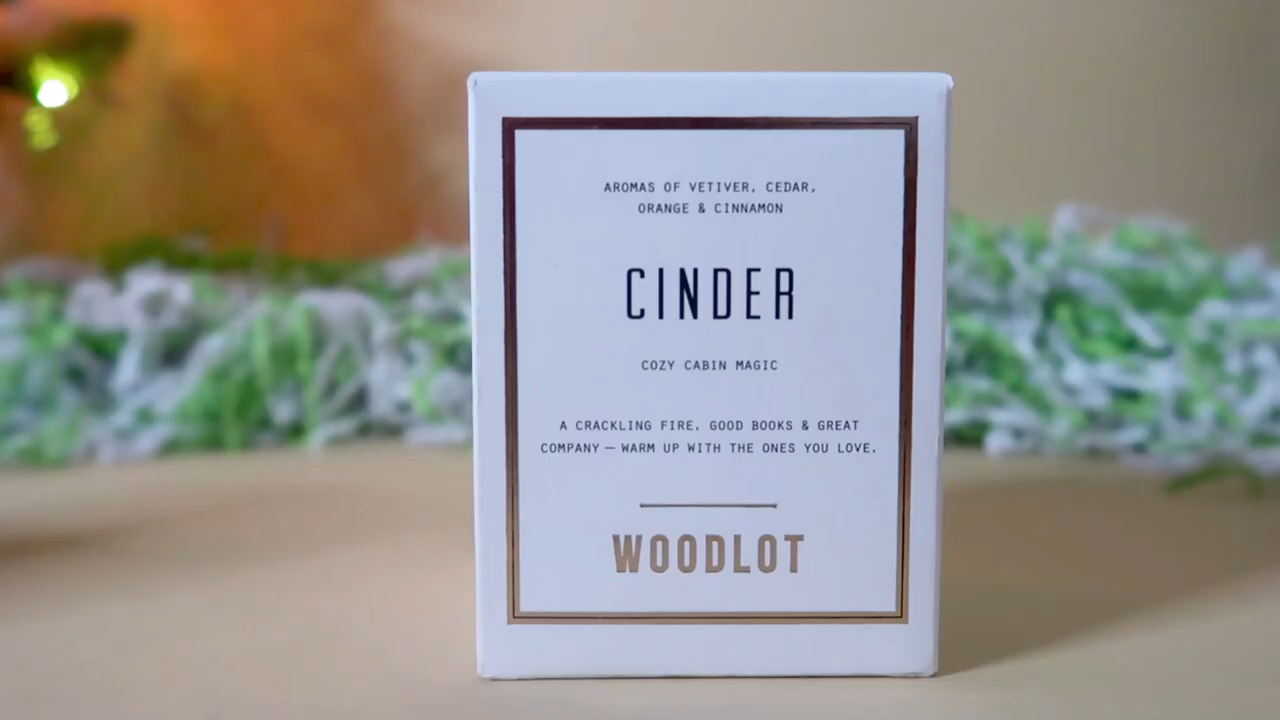 AROMAS OF VETIVER, CEDAR,
ORANGE & CINNAMON
CINDER
COZY CABIN MAGIC
A CRACKLING FIRE, GOOD BOOKS & GREAT
COMPANY — WARM UP WITH THE ONES YOU LOVE.
WOODLOT